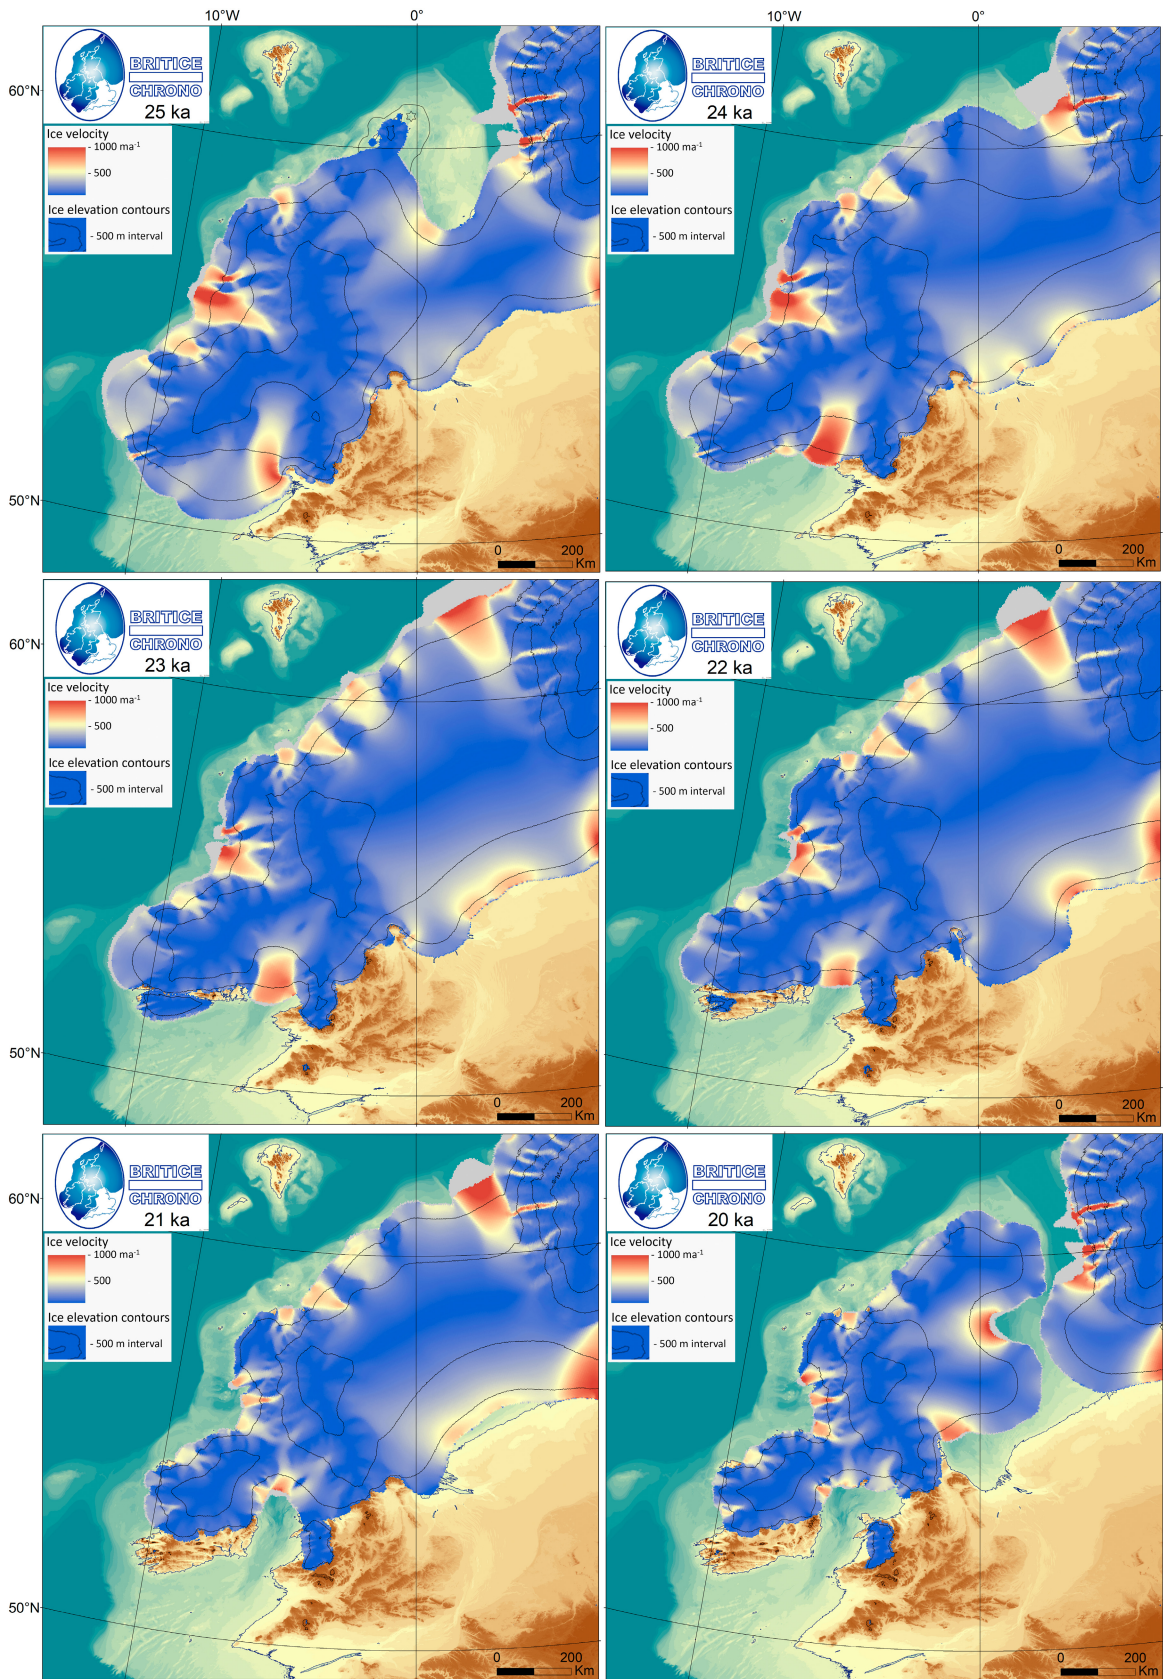 10°W 0° 10°W 0°
60°N
50°N
BRITICE
CHRONO
25 ka
Ice velocity
- 1000 ma-1
- 500
Ice elevation contours
- 500 m interval
0 200
Km
BRITICE
CHRONO
24 ka
Ice velocity
- 1000 ma-1
- 500
Ice elevation contours
- 500 m interval
0 200
Km
60°N
50°N
BRITICE
CHRONO
23 ka
Ice velocity
- 1000 ma-1
- 500
Ice elevation contours
- 500 m interval
0 200
Km
BRITICE
CHRONO
22 ka
Ice velocity
- 1000 ma-1
- 500
Ice elevation contours
- 500 m interval
0 200
Km
60°N
50°N
BRITICE
CHRONO
21 ka
Ice velocity
- 1000 ma-1
- 500
Ice elevation contours
- 500 m interval
0 200
Km
BRITICE
CHRONO
20 ka
Ice velocity
- 1000 ma-1
- 500
Ice elevation contours
- 500 m interval
0 200
Km